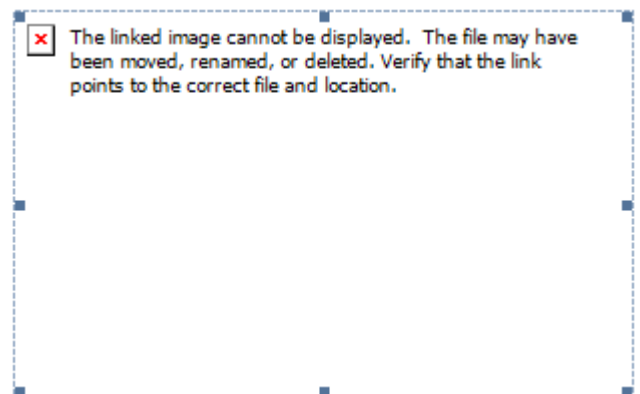 The linked image cannot be displayed.  The file may have
been moved, renamed, or deleted. Verify that the link
points to the correct file and location.